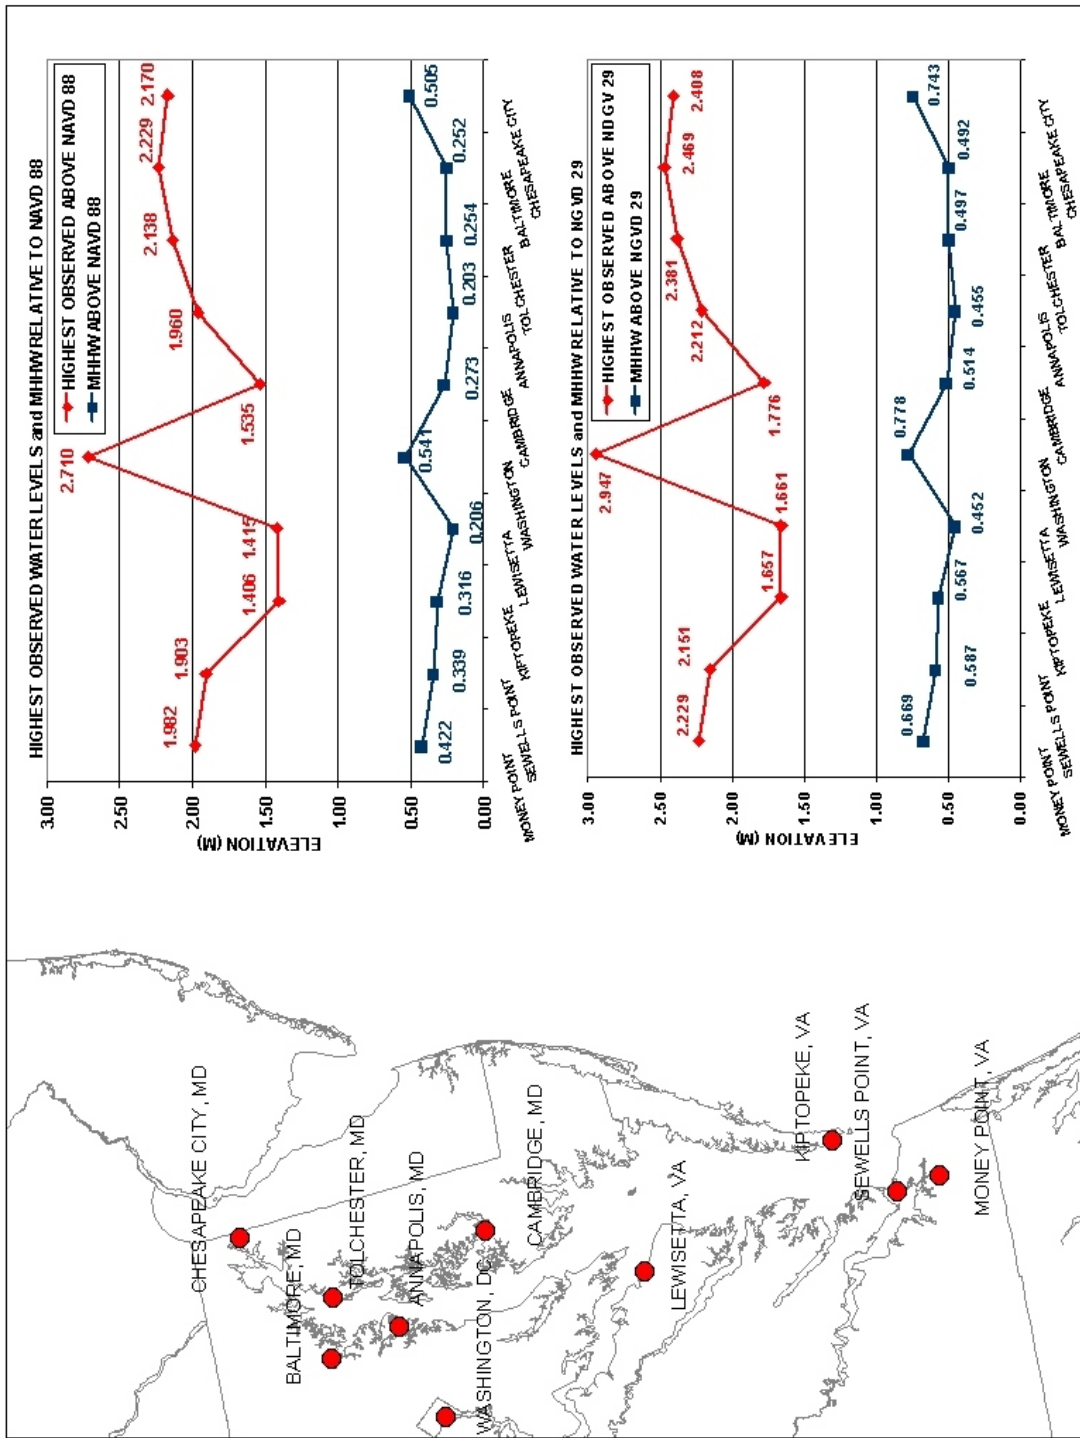 HIGHEST OBSERVED WATER LEVELS and MHHW RELATIVE TO NAVD 88
HIGHEST OBSERVED ABOVE NAVD 88
MHHW ABOVE NAVD 88
ELEVATION (M)
3.00
2.50
2.00
1.50
1.00
0.50
0.00
1.982
1.903
1.406
1.415
2.710
1.535
1.960
2.138
2.229
2.170
0.422
0.339
0.316
0.206
0.541
0.273
0.203
0.254
0.252
0.505
MONEY POINT
SEWELLS POINT
KIPTOPEKE
LEWISETTA
WASHINGTON
CAMBRIDGE
ANNAPOLIS
TOLCHESTER
BALTIMORE
CHESAPEAKE CITY
HIGHEST OBSERVED WATER LEVELS and MHHW RELATIVE TO NGVD 29
HIGHEST OBSERVED ABOVE NDGV 29
MHHW ABOVE NGVD 29
ELEVATION (M)
3.00
2.50
2.00
1.50
1.00
0.50
0.00
2.229
2.151
1.657
1.661
2.947
1.776
2.212
2.381
2.469
2.408
0.669
0.587
0.567
0.452
0.778
0.514
0.455
0.497
0.492
0.743
MONEY POINT
SEWELLS POINT
KIPTOPEKE
LEWISETTA
WASHINGTON
CAMBRIDGE
ANNAPOLIS
TOLCHESTER
BALTIMORE
CHESAPEAKE CITY
CHESAPEAKE CITY, MD
BALTIMORE, MD
TOLCHESTER, MD
ANNAPOLIS, MD
WASHINGTON, DC
CAMBRIDGE, MD
LEWISETTA, VA
KIPTOPEKE, VA
SEWELLS POINT, VA
MONEY POINT, VA